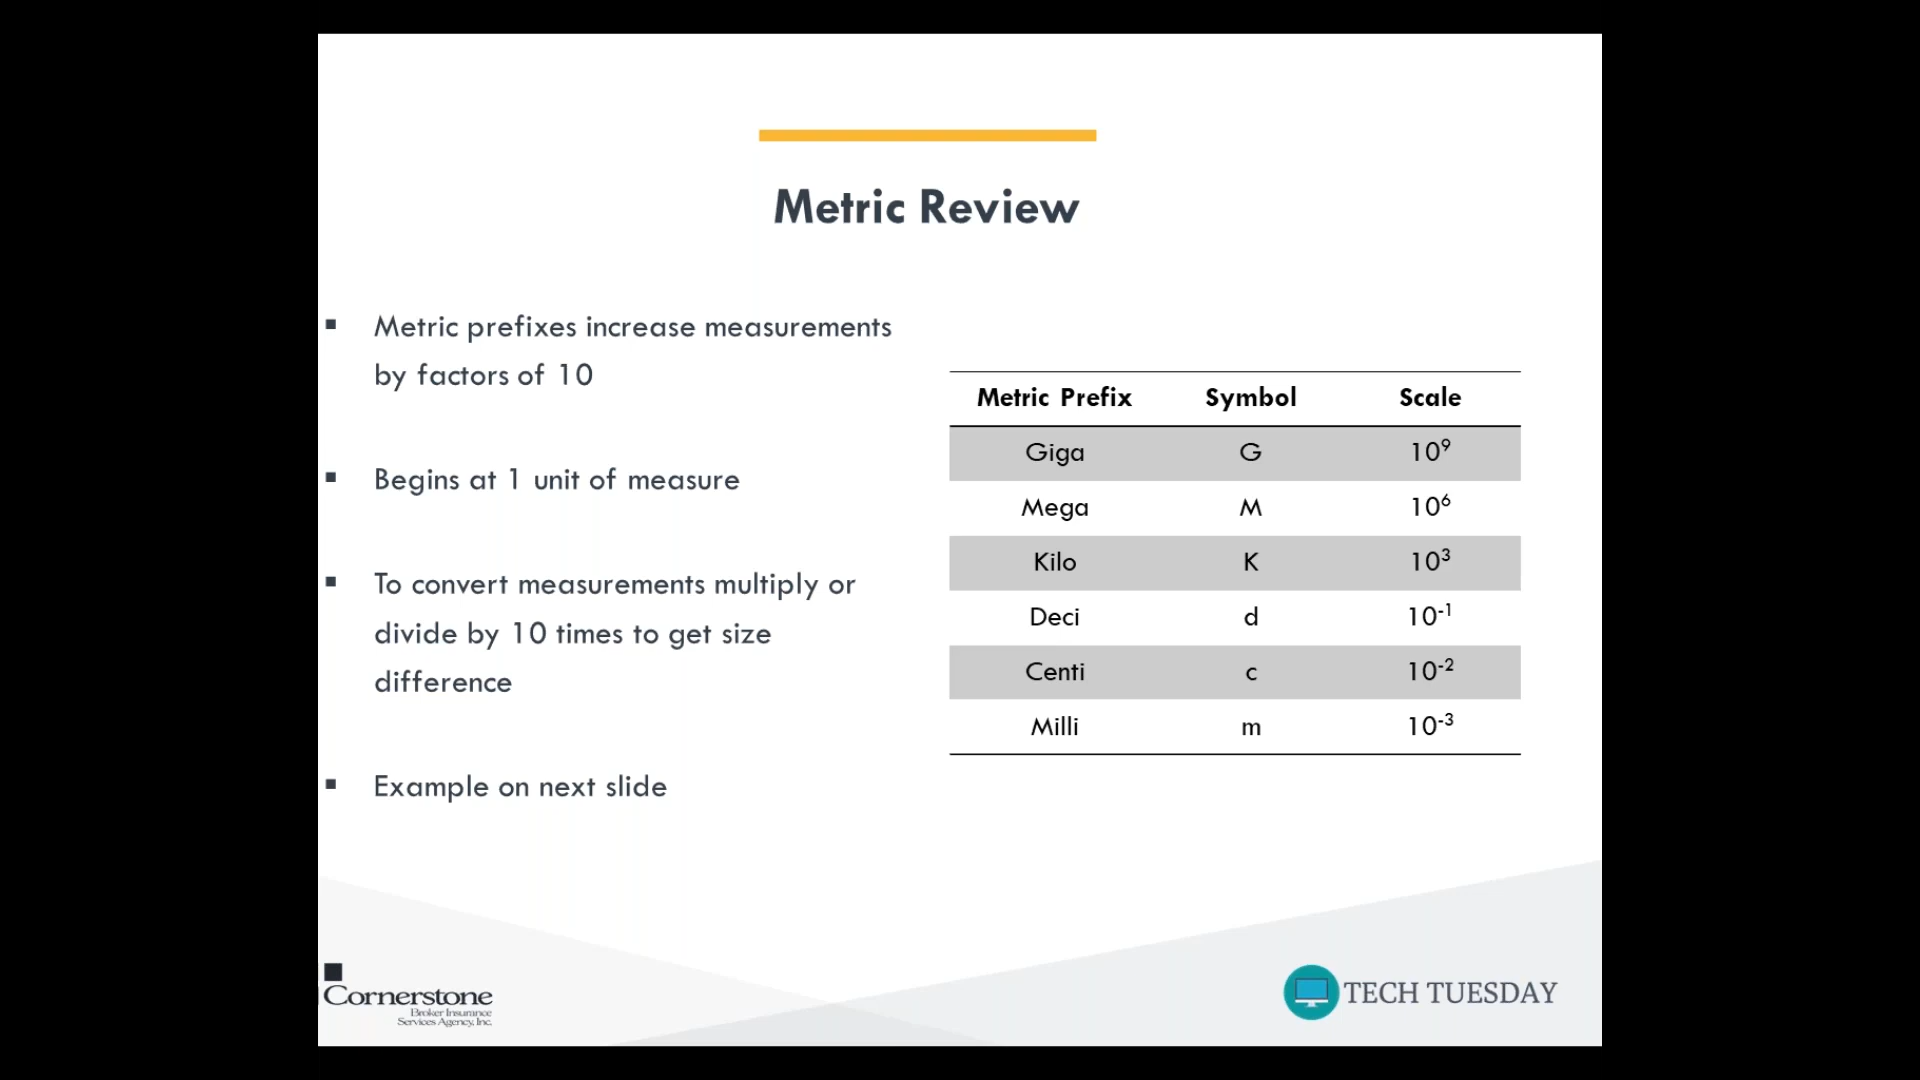 Metric Review
▪ Metric prefixes increase measurements
by factors of 10
▪ Begins at 1 unit of measure
▪ To convert measurements multiply or
divide by 10 times to get size
difference
▪ Example on next slide
Metric Prefix Symbol Scale
Giga G 10⁹
Mega M 10⁶
Kilo K 10³
Deci d 10⁻¹
Centi c 10⁻²
Milli m 10⁻³
Cornerstone
Broker Insurance
Services Agency, Inc.
TECH TUESDAY